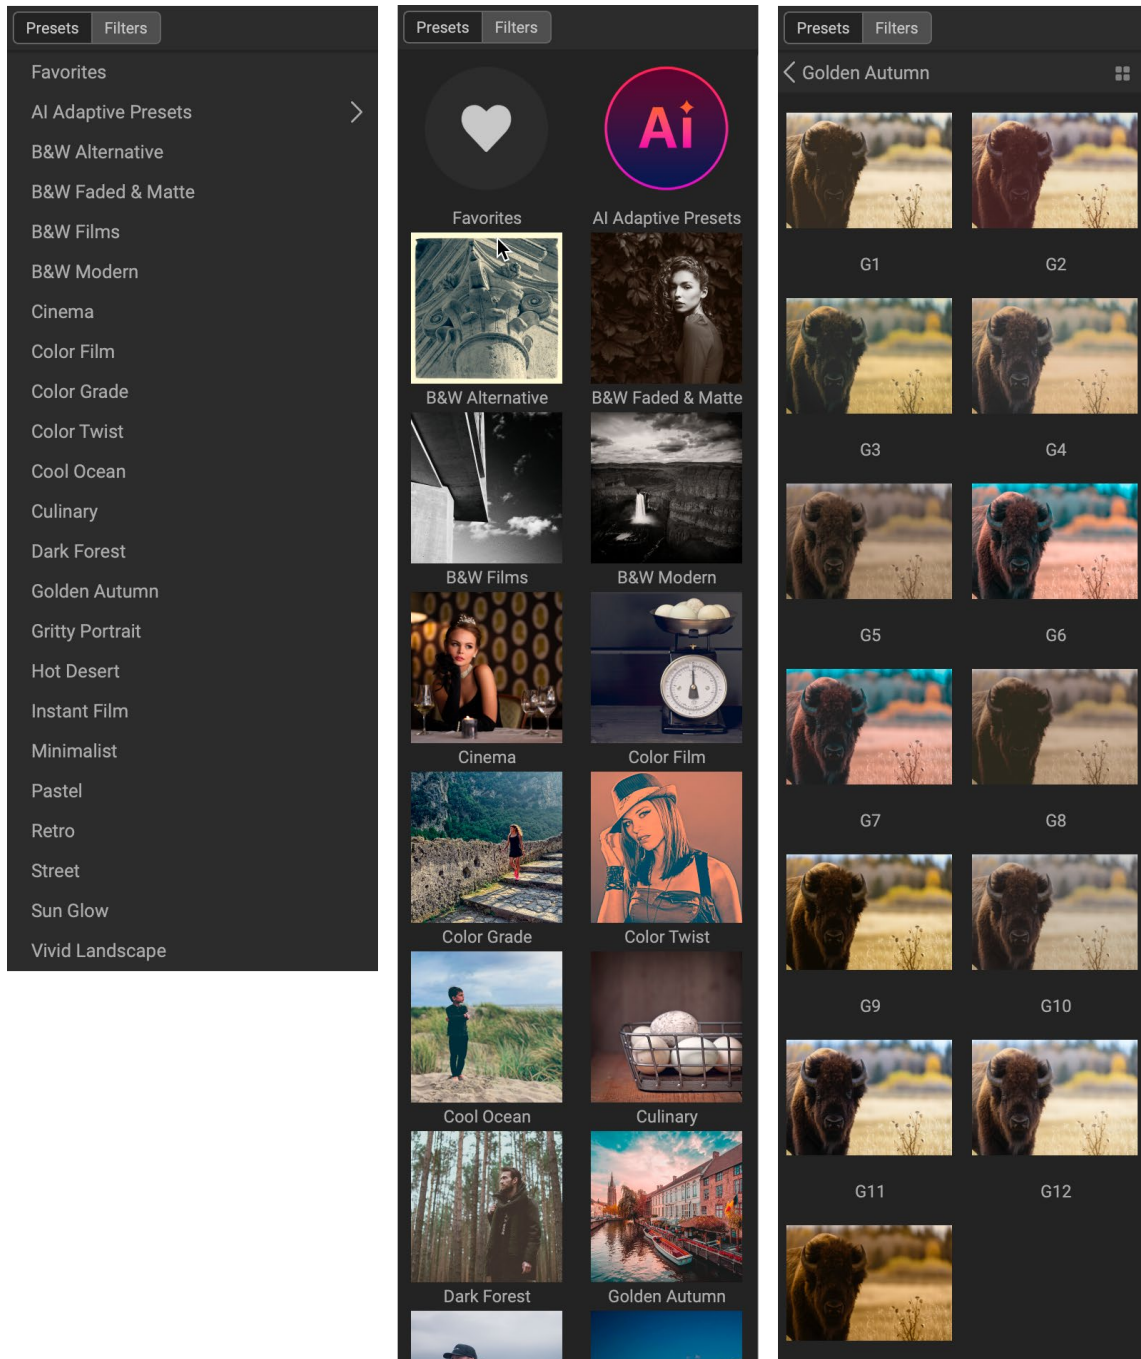 Presets Filters
Favorites
AI Adaptive Presets
B&W Alternative
B&W Faded & Matte
B&W Films
B&W Modern
Cinema
Color Film
Color Grade
Color Twist
Cool Ocean
Culinary
Dark Forest
Golden Autumn
Gritty Portrait
Hot Desert
Instant Film
Minimalist
Pastel
Retro
Street
Sun Glow
Vivid Landscape
Presets Filters
Ai
Favorites AI Adaptive Presets
B&W Alternative B&W Faded & Matte
B&W Films B&W Modern
Cinema Color Film
Color Grade Color Twist
Cool Ocean Culinary
Dark Forest Golden Autumn
Presets Filters
Golden Autumn
G1 G2
G3 G4
G5 G6
G7 G8
G9 G10
G11 G12